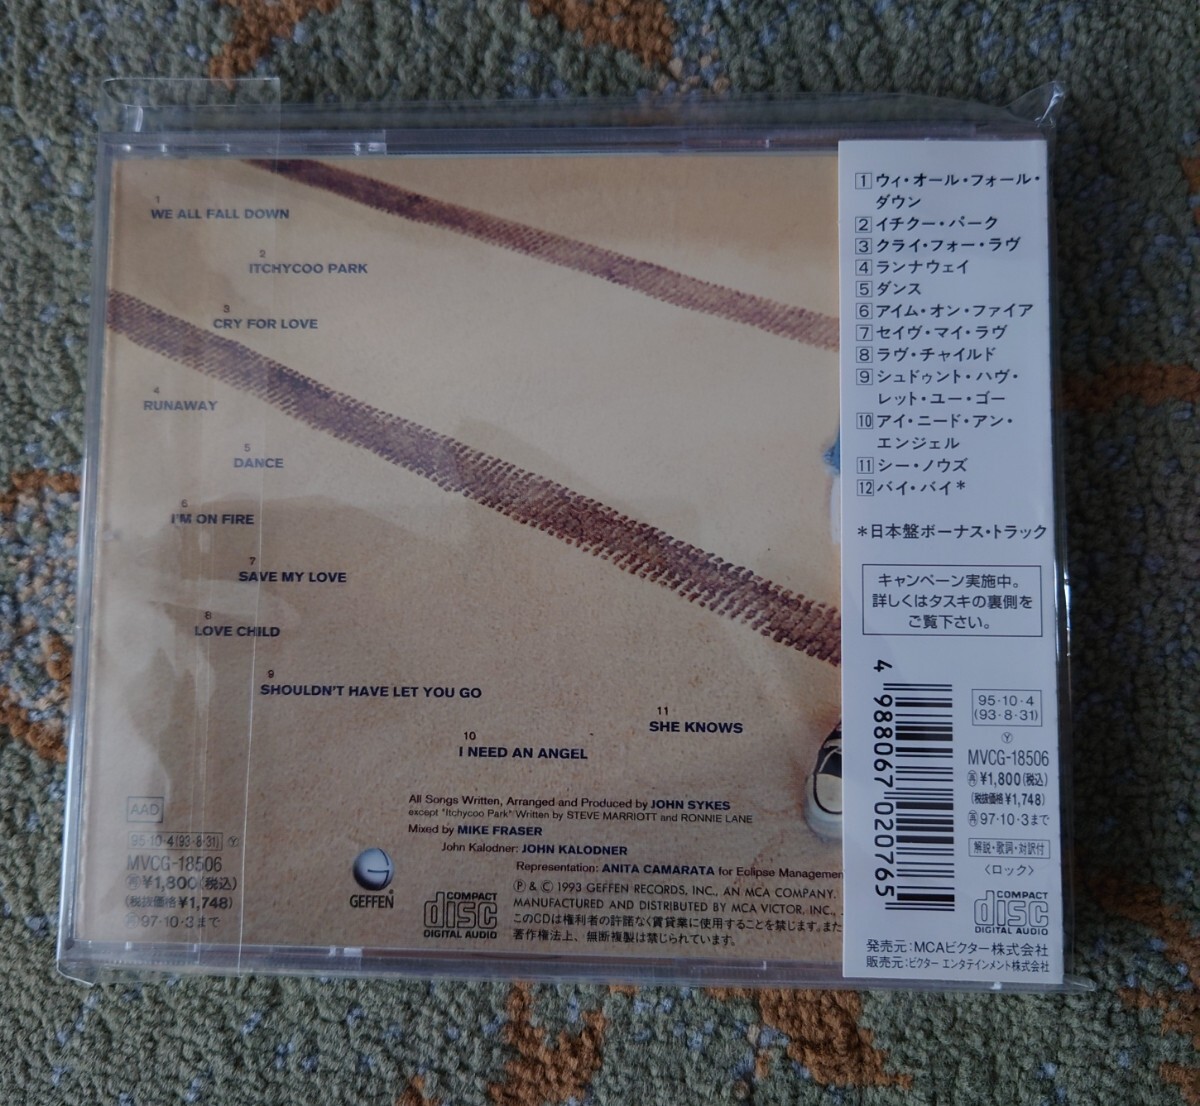 1
WE ALL FALL DOWN
2
ITCHYCOO PARK
3
CRY FOR LOVE
4
RUNAWAY
5
DANCE
6
I'M ON FIRE
7
SAVE MY LOVE
8
LOVE CHILD
9
SHOULDN'T HAVE LET YOU GO
10
I NEED AN ANGEL
11
SHE KNOWS
All Songs Written, Arranged and Produced by JOHN SYKES
except "Itchycoo Park" Written by STEVE MARRIOTT and RONNIE LANE
Mixed by MIKE FRASER
John Kalodner: JOHN KALODNER
Representation: ANITA CAMARATA for Eclipse Management
Ⓟ & © 1993 GEFFEN RECORDS, INC., AN MCA COMPANY.
MANUFACTURED AND DISTRIBUTED BY MCA VICTOR, INC.,
このCDは権利者の許諾なく賃貸業に使用することを禁じます。また
著作権法上、無断複製は禁じられています。
AAD
95・10・4(93・8・31) Ⓨ
MVCG-18506
再¥1,800(税込)
(税抜価格¥1,748)
再97・10・3まで
GEFFEN®
COMPACT
disc
DIGITAL AUDIO
1 ウィ・オール・フォール・
ダウン
2 イチクー・パーク
3 クライ・フォー・ラヴ
4 ランナウェイ
5 ダンス
6 アイム・オン・ファイア
7 セイヴ・マイ・ラヴ
8 ラヴ・チャイルド
9 シュドゥント・ハヴ・
レット・ユー・ゴー
10 アイ・ニード・アン・
エンジェル
11 シー・ノウズ
12 バイ・バイ*
*日本盤ボーナス・トラック
キャンペーン実施中。
詳しくはタスキの裏側を
ご覧下さい。
4 988067 020765
95・10・4
(93・8・31)
Ⓨ
MVCG-18506
再¥1,800(税込)
(税抜価格¥1,748)
再97・10・3まで
解説・歌詞・対訳付
〈ロック〉
COMPACT
disc
DIGITAL AUDIO
発売元:MCAビクター株式会社
販売元:ビクター エンタテインメント株式会社